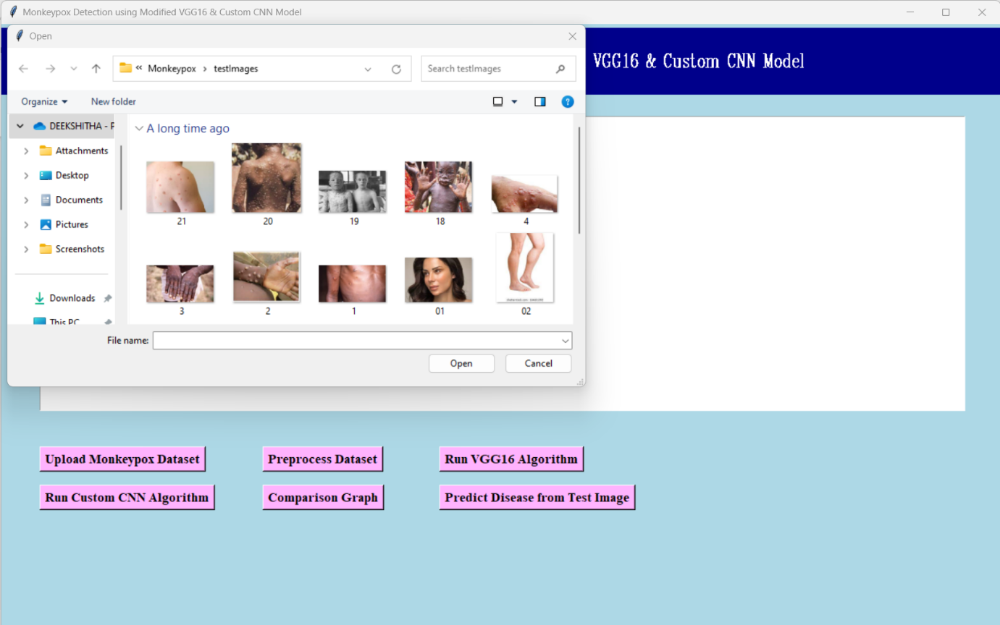 Monkeypox Detection using Modified VGG16 & Custom CNN Model
Open
VGG16 & Custom CNN Model
« Monkeypox > testImages
Search testImages
Organize
New folder
DEEKSHITHA - P
A long time ago
Attachments
Desktop
Documents
Pictures
Screenshots
Downloads
This PC
21
20
19
18
4
3
2
1
01
02
File name:
Open
Cancel
Upload Monkeypox Dataset
Preprocess Dataset
Run VGG16 Algorithm
Run Custom CNN Algorithm
Comparison Graph
Predict Disease from Test Image